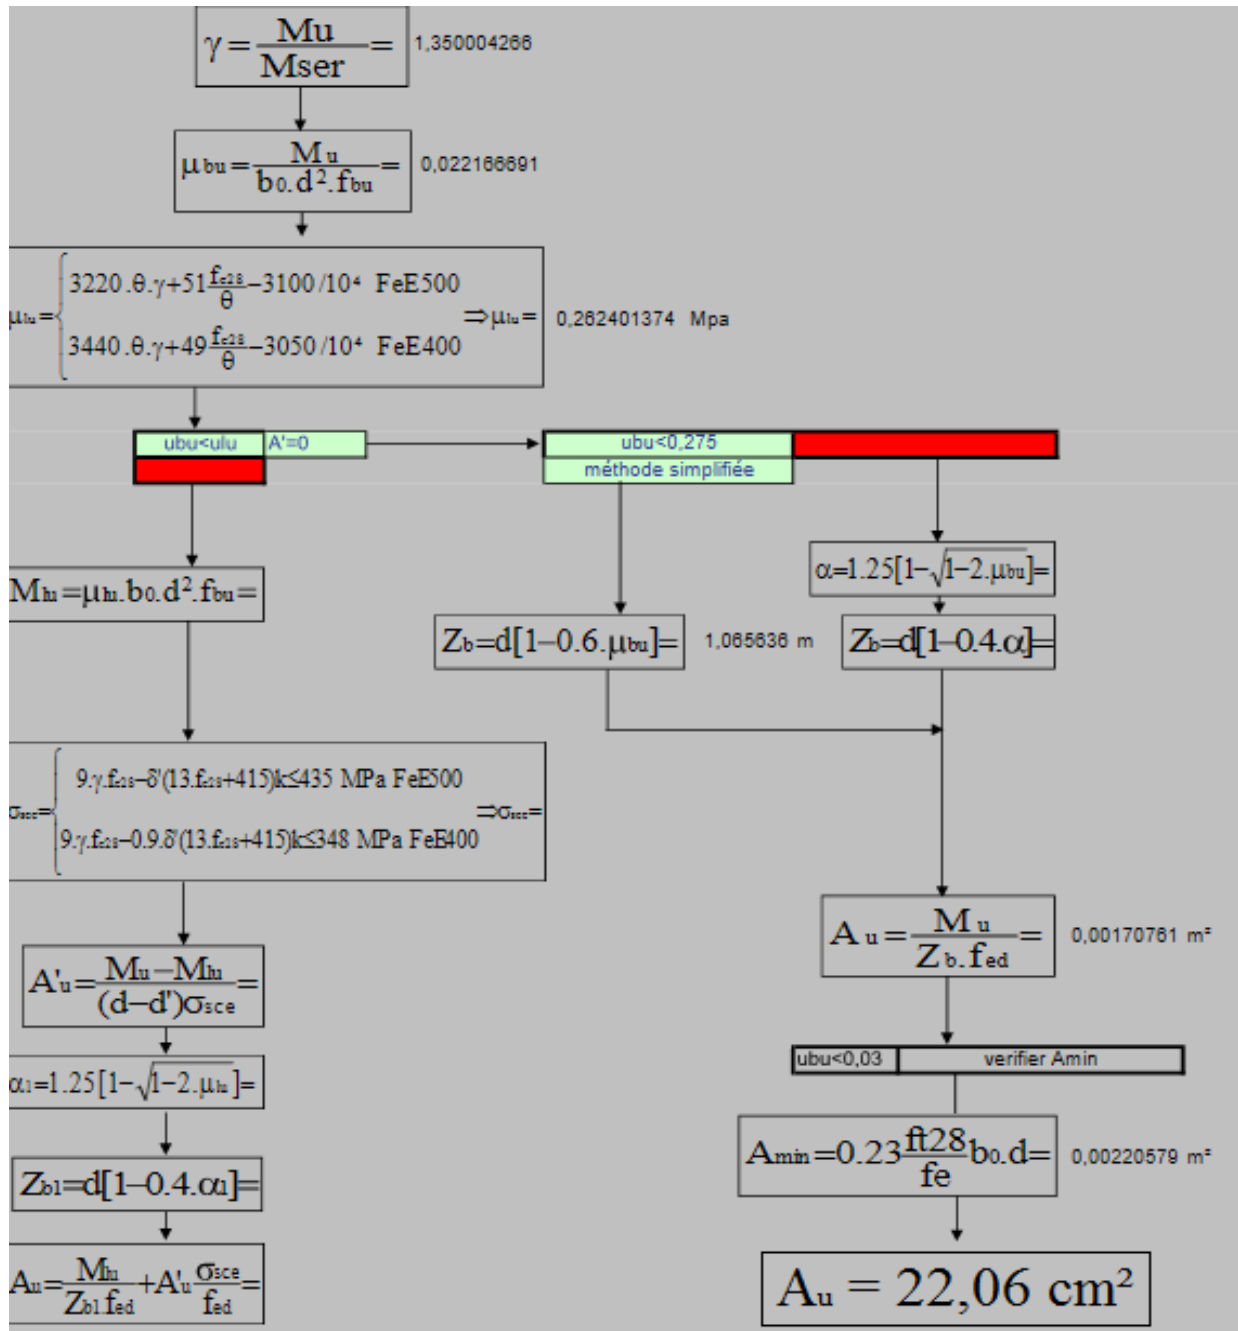 γ = Mu/Mser = 1,350004266
μbu = Mu/b0.d².fbu = 0,022166691
μlu = { 3220.θ.γ+51 fc28/θ −3100/10⁴ FeE500
3440.θ.γ+49 fc28/θ −3050/10⁴ FeE400
⇒μlu= 0,262401374 Mpa
ubu<ulu A'=0 ubu<0,275
méthode simplifiée
α=1.25[1−√1−2.μbu]=
Mlu=μlu.b0.d².fbu=
Zb=d[1−0.6.μbu]= 1,065636 m Zb=d[1−0.4.α]=
σsce= { 9.γ.fc28−δ'(13.fc28+415)k≤435 MPa FeE500
9.γ.fc28−0.9.δ'(13.fc28+415)k≤348 MPa FeE400
⇒σsce=
Au = Mu/Zb.fed = 0,00170761 m²
A'u = Mu−Mlu/(d−d')σsce =
ubu<0,03 verifier Amin
α1=1.25[1−√1−2.μlu]=
Amin=0.23 ft28/fe b0.d= 0,00220579 m²
Zb1=d[1−0.4.α1]=
Au = Mlu/Zb1.fed +A'u σsce/fed =
Au = 22,06 cm²